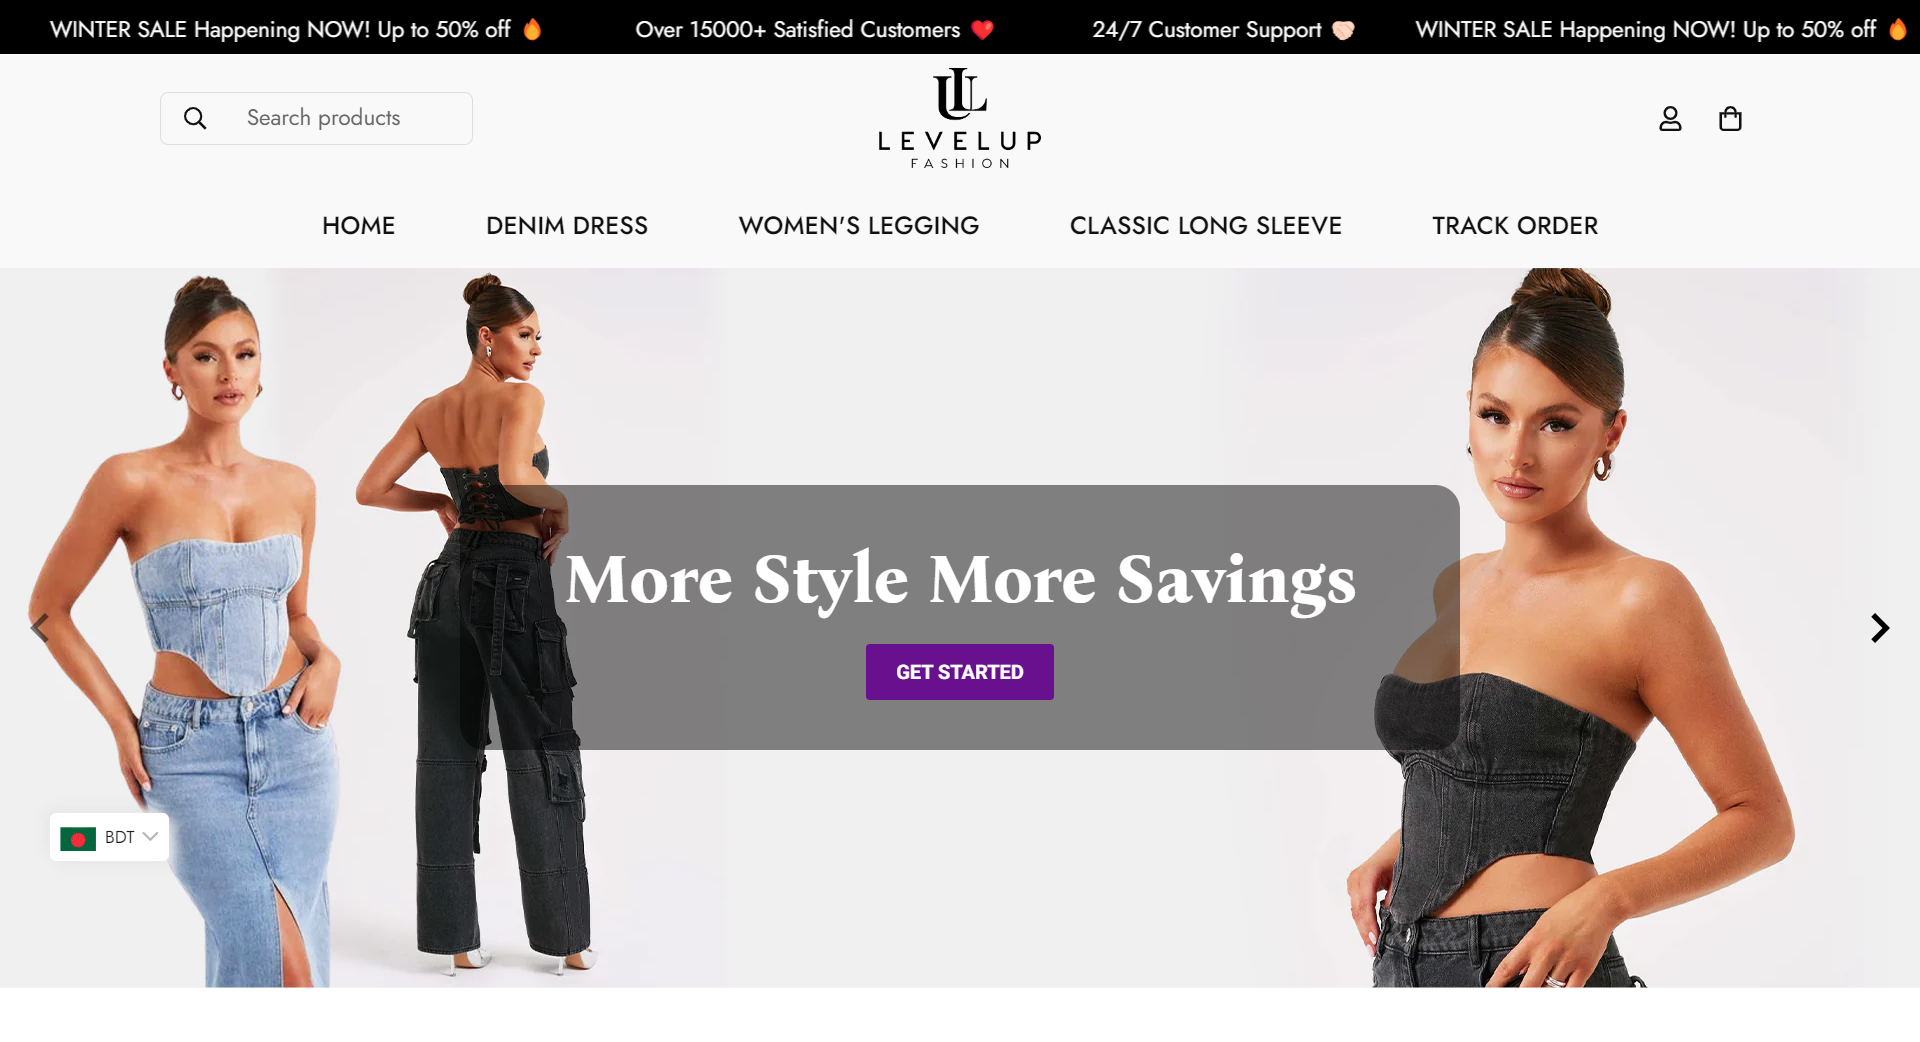 WINTER SALE Happening NOW! Up to 50% off 🔥 Over 15000+ Satisfied Customers ❤️ 24/7 Customer Support 🤝🏻 WINTER SALE Happening NOW! Up to 50% off 🔥
Search products
LL
LEVELUP
FASHION
HOME DENIM DRESS WOMEN'S LEGGING CLASSIC LONG SLEEVE TRACK ORDER
More Style More Savings
GET STARTED
BDT